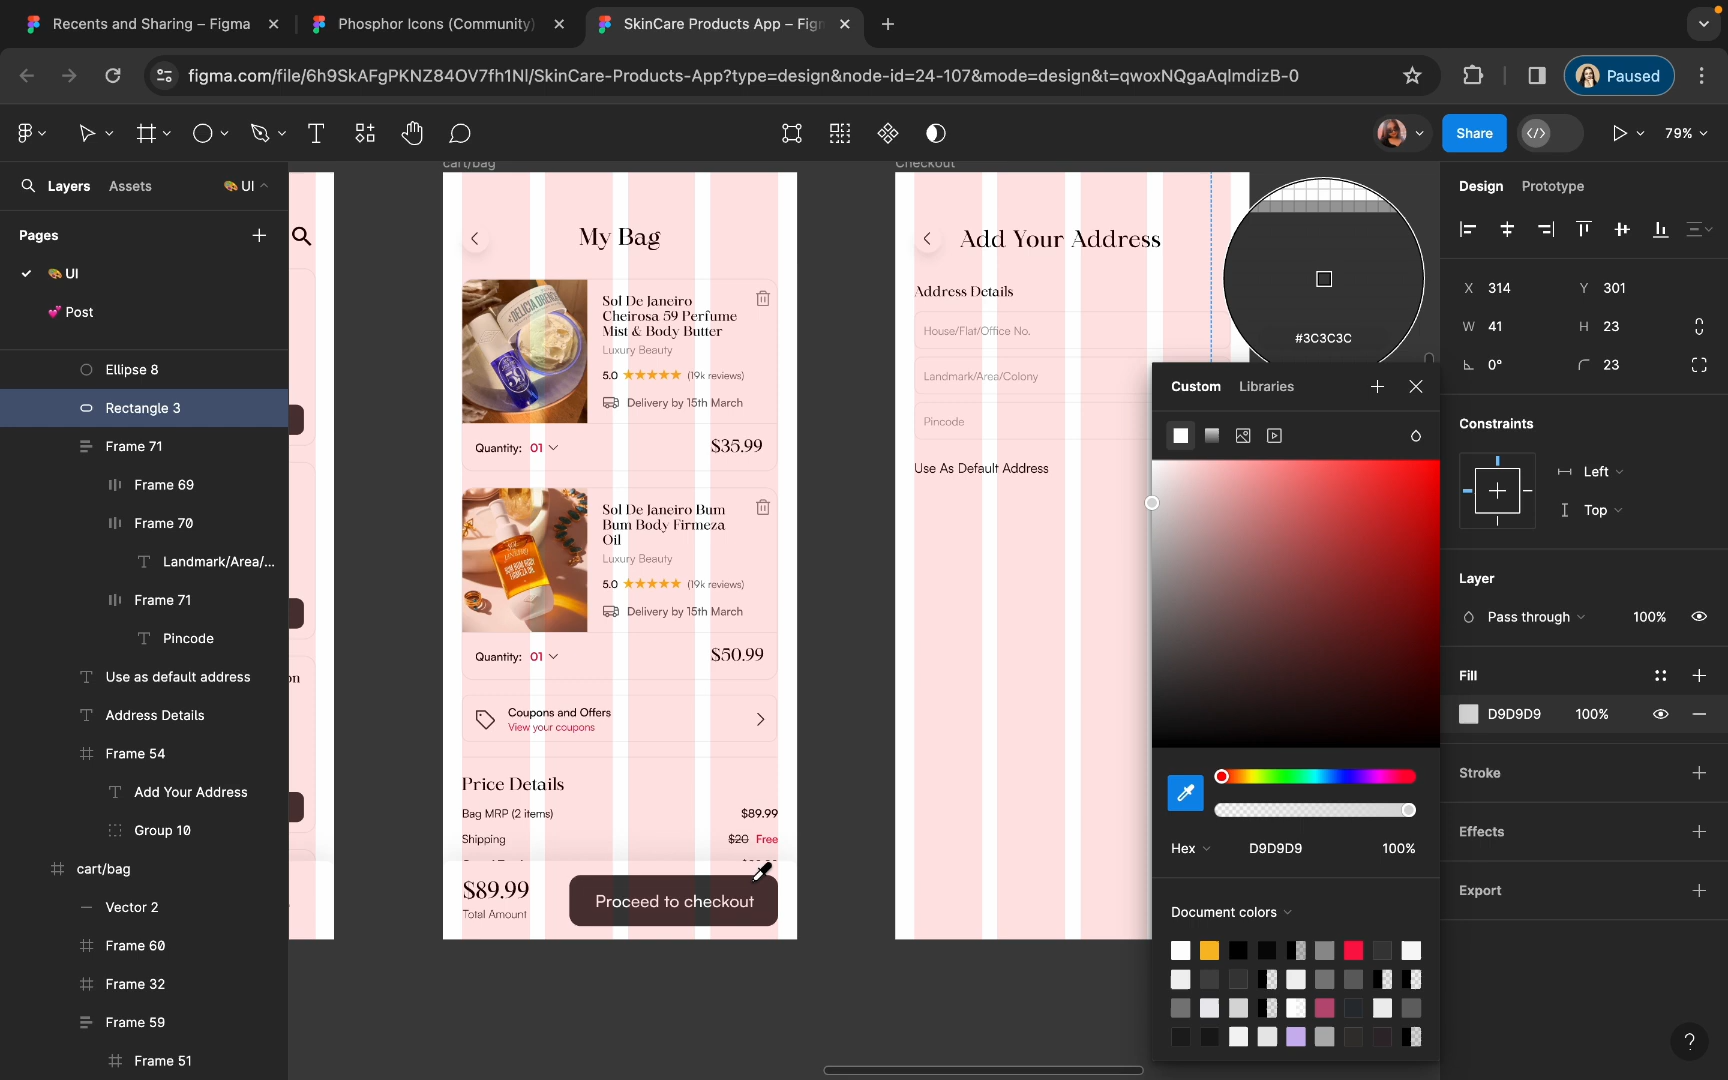 Recents and Sharing – Figma
Phosphor Icons (Community)
SkinCare Products App – Figm
figma.com/file/6h9SkAFgPKNZ84OV7fh1Nl/SkinCare-Products-App?type=design&node-id=24-107&mode=design&t=qwoxNQgaAqlmdizB-0
Paused
Share
79%
Layers
Assets
🎨 UI
Pages
🎨 UI
💕 Post
Ellipse 8
Rectangle 3
Frame 71
Frame 69
Frame 70
Landmark/Area/...
Frame 71
Pincode
Use as default address
Address Details
Frame 54
Add Your Address
Group 10
cart/bag
Vector 2
Frame 60
Frame 32
Frame 59
Frame 51
on
cart/bag
My Bag
Sol De Janeiro
Cheirosa 59 Perfume
Mist & Body Butter
Luxury Beauty
5.0 ★★★★★ (19k reviews)
Delivery by 15th March
Quantity: 01
$35.99
Sol De Janeiro Bum
Bum Body Firmeza
Oil
Luxury Beauty
5.0 ★★★★★ (19k reviews)
Delivery by 15th March
Quantity: 01
$50.99
Coupons and Offers
View your coupons
Price Details
Bag MRP (2 items)
$89.99
Shipping
$20 Free
$89.99
Total Amount
Proceed to checkout
Checkout
Add Your Address
Address Details
House/Flat/Office No.
Landmark/Area/Colony
Pincode
Use As Default Address
#3C3C3C
Custom
Libraries
Hex
D9D9D9
100%
Document colors
Design
Prototype
X 314
Y 301
W 41
H 23
0°
23
Constraints
Left
Top
Layer
Pass through
100%
Fill
D9D9D9
100%
Stroke
Effects
Export
?